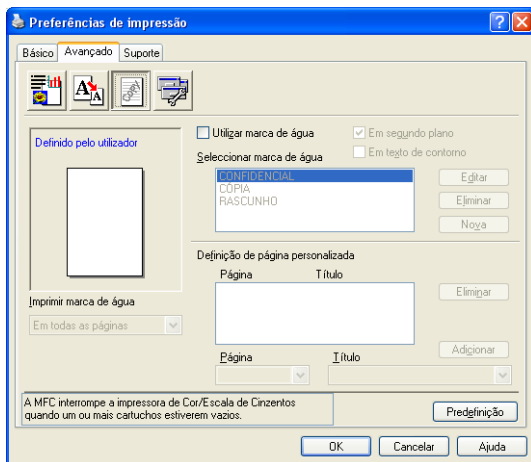 Preferências de impressão
Básico Avançado Suporte
Definido pelo utilizador
Utilizar marca de água
Em segundo plano
Em texto de contorno
Seleccionar marca de água
CONFIDENCIAL
CÓPIA
RASCUNHO
Editar
Eliminar
Nova
Imprimir marca de água
Em todas as páginas
Definição de página personalizada
Página Título
Eliminar
Adicionar
Página Título
A MFC interrompe a impressora de Cor/Escala de Cinzentos
quando um ou mais cartuchos estiverem vazios.
Predefinição
OK Cancelar Ajuda